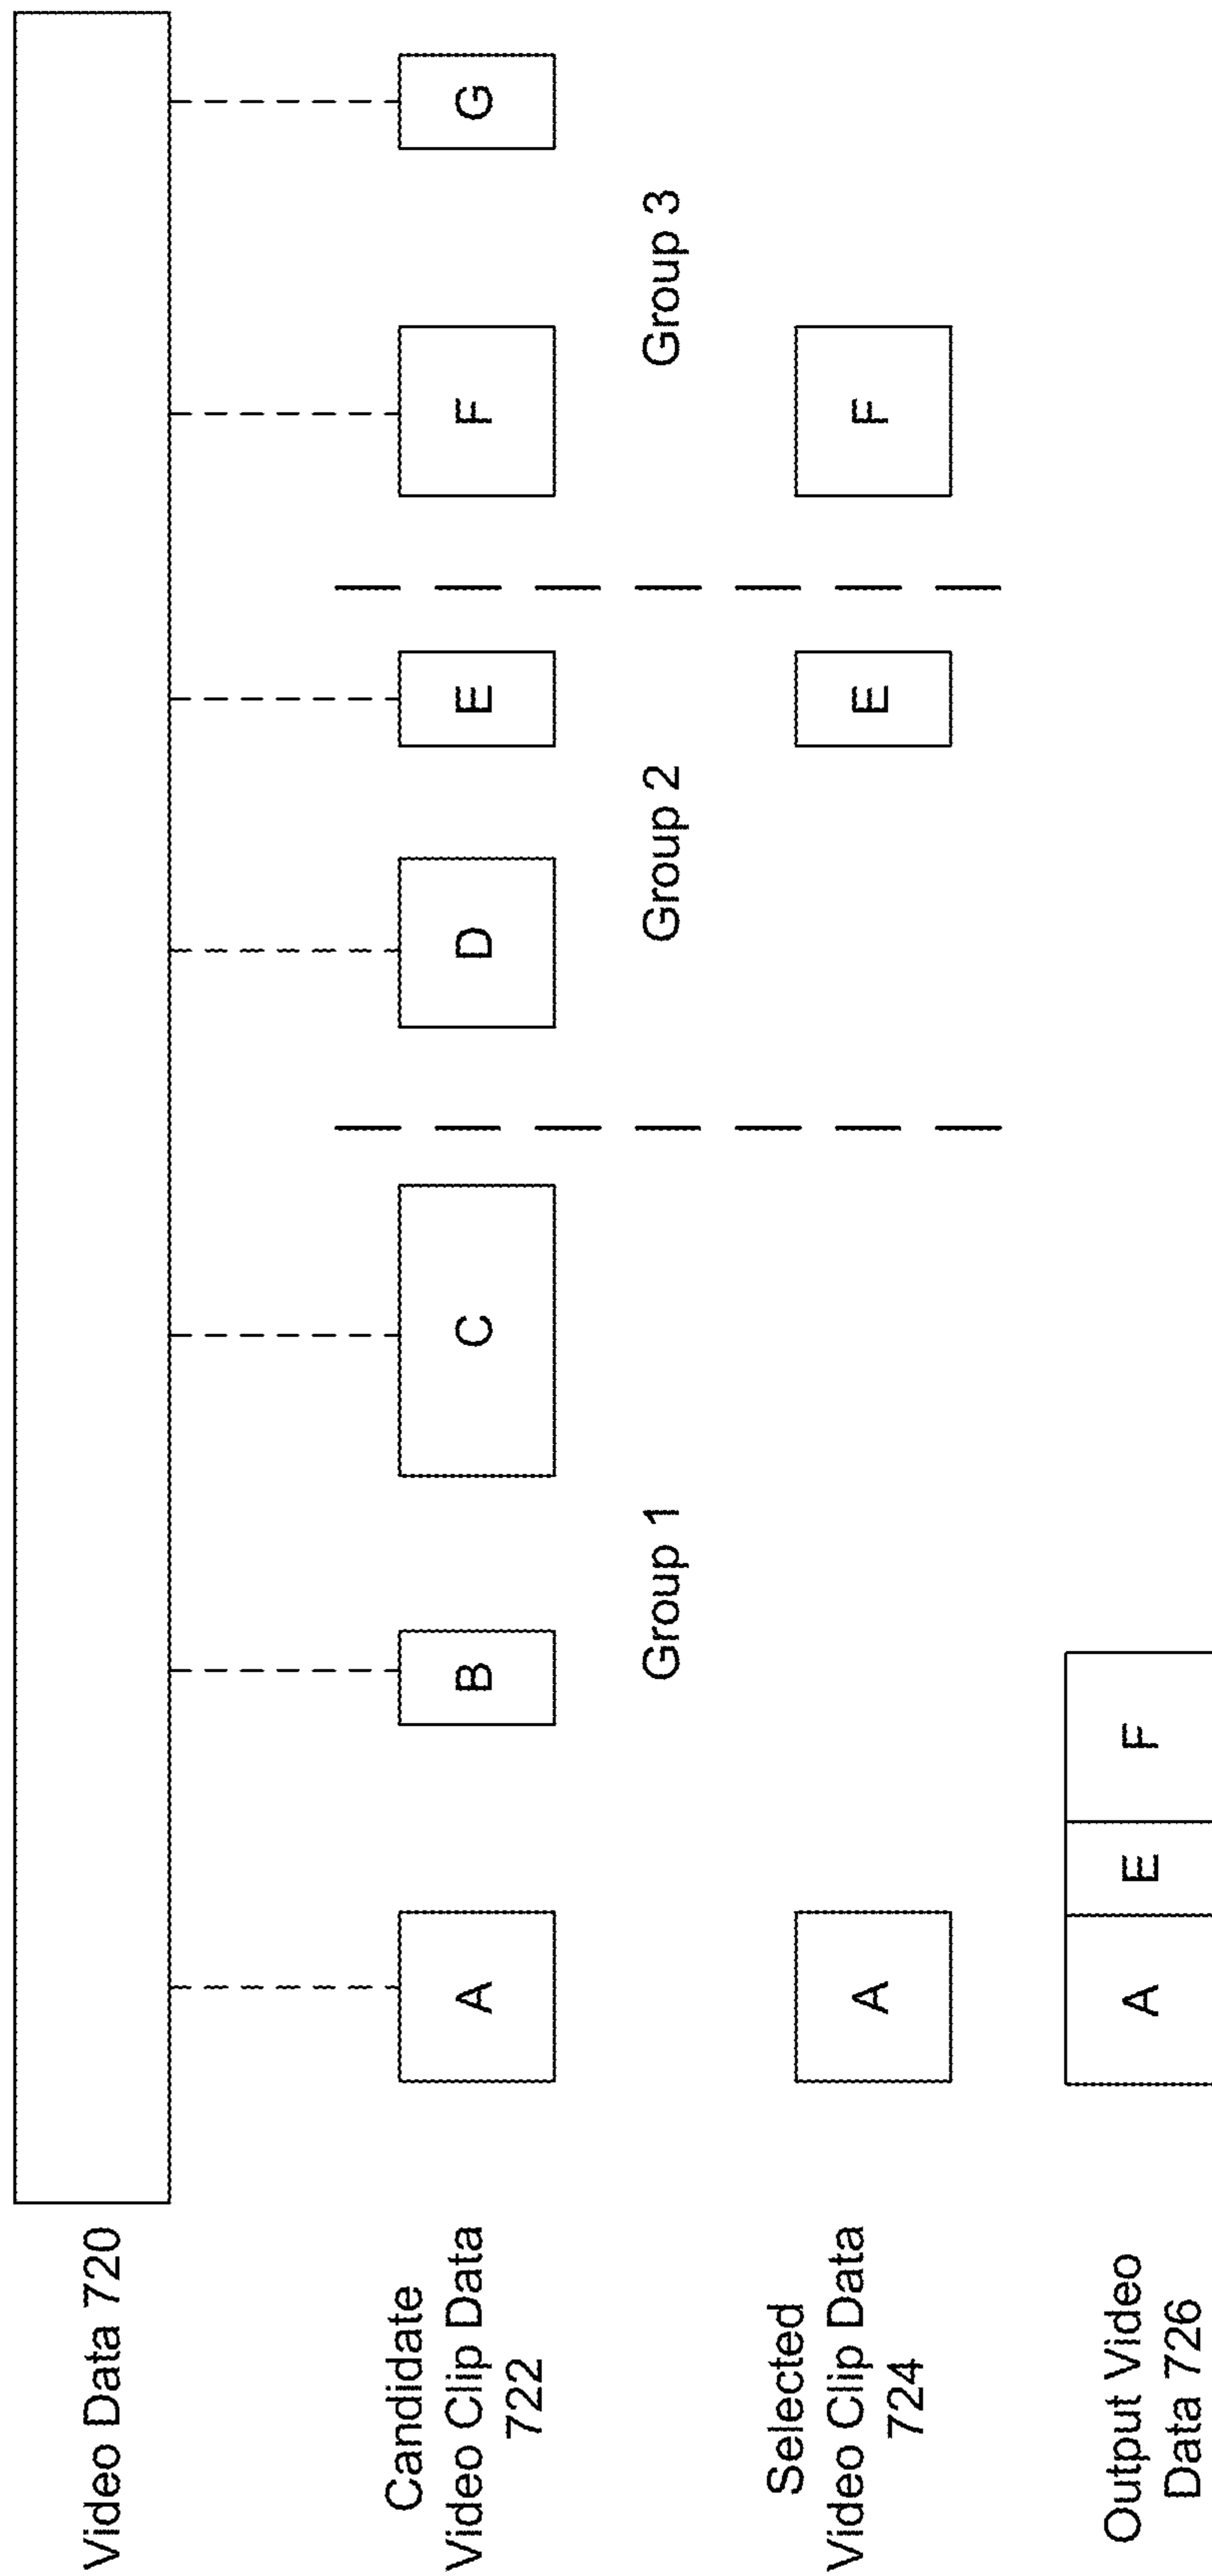 Video Data 720
Candidate
Video Clip Data
722
A
B
C
D
E
F
G
Group 1
Group 2
Group 3
Selected
Video Clip Data
724
A
E
F
Output Video
Data 726
A
E
F